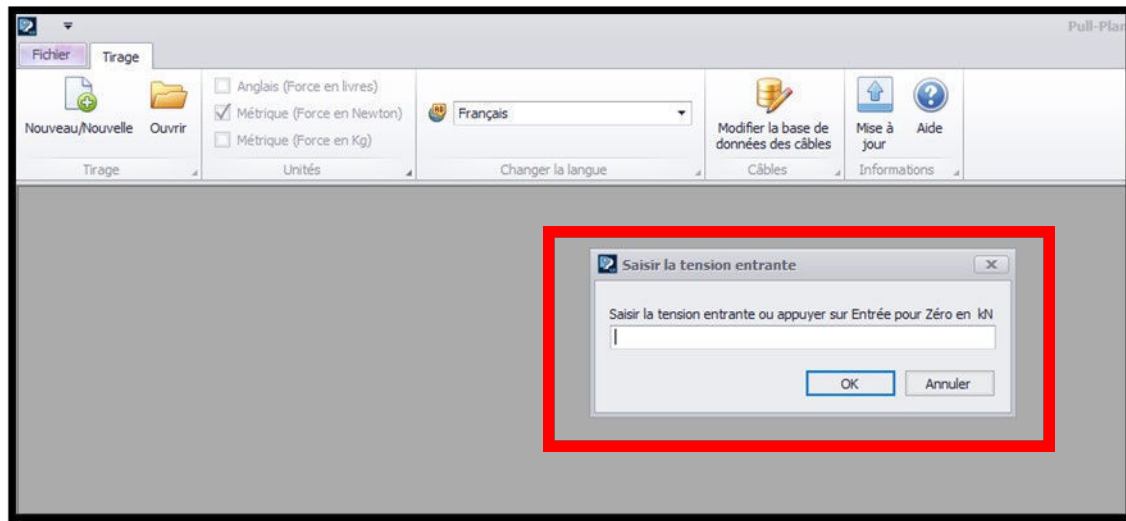 Pull-Plan
Fichier Tirage
Nouveau/Nouvelle
Ouvrir
Tirage
Anglais (Force en livres)
Métrique (Force en Newton)
Métrique (Force en Kg)
Unités
Français
Changer la langue
Modifier la base de
données des câbles
Câbles
Mise à
jour
Aide
Informations
Saisir la tension entrante
Saisir la tension entrante ou appuyer sur Entrée pour Zéro en kN
OK Annuler